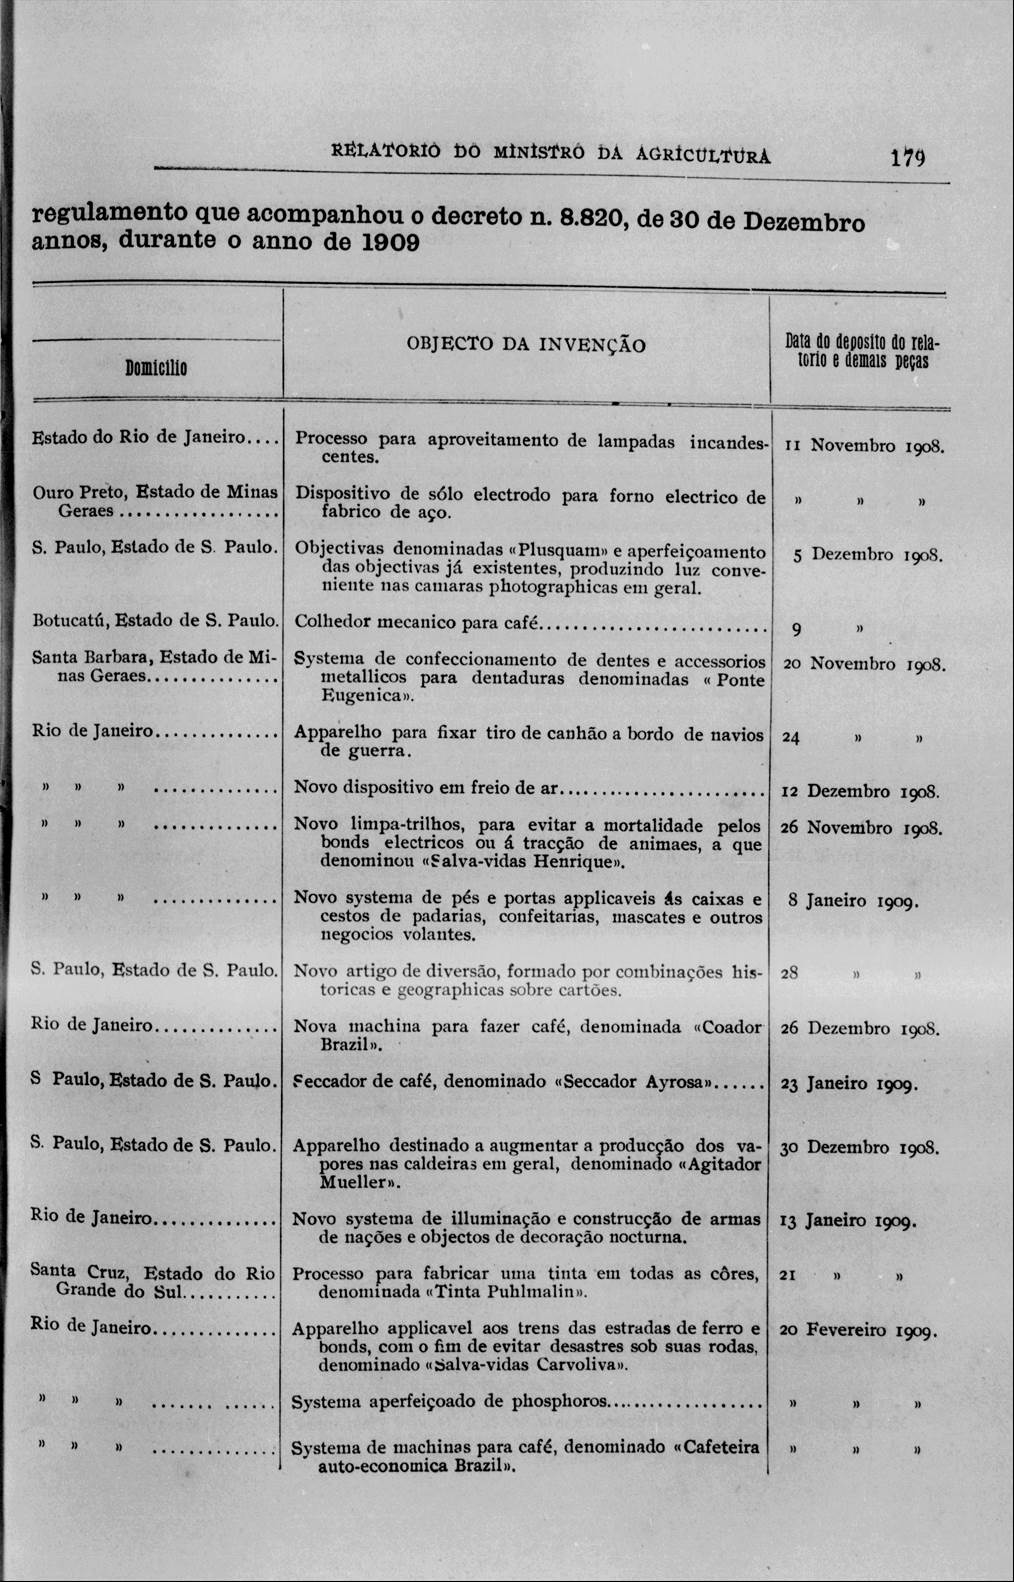 RELATORIO DO MINISTRO DA AGRICULTURA 179
regulamento que acompanhou o decreto n. 8.820, de 30 de Dezembro
annos, durante o anno de 1909
Domicilio
OBJECTO DA INVENÇÃO
Data do deposito do rela-
torio e demais peças
Estado do Rio de Janeiro.... Processo para aproveitamento de lampadas incandes- 11 Novembro 1908.
centes.
Ouro Preto, Estado de Minas Dispositivo de sólo electrodo para forno electrico de » » »
Geraes .................. fabrico de aço.
S. Paulo, Estado de S. Paulo. Objectivas denominadas «Plusquam» e aperfeiçoamento 5 Dezembro 1908.
das objectivas já existentes, produzindo luz conve-
niente nas camaras photographicas em geral.
Botucatú, Estado de S. Paulo. Colhedor mecanico para café.......................... 9 »
Santa Barbara, Estado de Mi- Systema de confeccionamento de dentes e accessorios 20 Novembro 1908.
nas Geraes............... metallicos para dentaduras denominadas « Ponte
Eugenica».
Rio de Janeiro.............. Apparelho para fixar tiro de canhão a bordo de navios 24 » »
de guerra.
» » » .............. Novo dispositivo em freio de ar........................ 12 Dezembro 1908.
» » » .............. Novo limpa-trilhos, para evitar a mortalidade pelos 26 Novembro 1908.
bonds electricos ou á tracção de animaes, a que
denominou «Salva-vidas Henrique».
» » » .............. Novo systema de pés e portas applicaveis ás caixas e 8 Janeiro 1909.
cestos de padarias, confeitarias, mascates e outros
negocios volantes.
S. Paulo, Estado de S. Paulo. Novo artigo de diversão, formado por combinações his- 28 » »
toricas e geographicas sobre cartões.
Rio de Janeiro.............. Nova machina para fazer café, denominada «Coador 26 Dezembro 1908.
Brazil».
S Paulo, Estado de S. Paulo. Seccador de café, denominado «Seccador Ayrosa»...... 23 Janeiro 1909.
S. Paulo, Estado de S. Paulo. Apparelho destinado a augmentar a producção dos va- 30 Dezembro 1908.
pores nas caldeiras em geral, denominado «Agitador
Mueller».
Rio de Janeiro.............. Novo systema de illuminação e construcção de armas 13 Janeiro 1909.
de nações e objectos de decoração nocturna.
Santa Cruz, Estado do Rio Processo para fabricar uma tinta em todas as côres, 21 » »
Grande do Sul........... denominada «Tinta Puhlmalin».
Rio de Janeiro.............. Apparelho applicavel aos trens das estradas de ferro e 20 Fevereiro 1909.
bonds, com o fim de evitar desastres sob suas rodas,
denominado «Salva-vidas Carvoliva».
» » » ....... ...... Systema aperfeiçoado de phosphoros................... » » »
» » » .............. Systema de machinas para café, denominado «Cafeteira » » »
auto-economica Brazil».